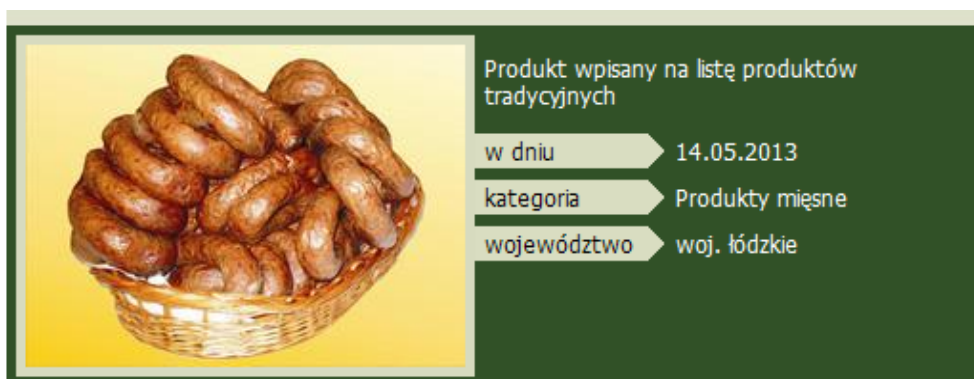 Produkt wpisany na listę produktów
tradycyjnych
w dniu 14.05.2013
kategoria Produkty mięsne
województwo woj. łódzkie